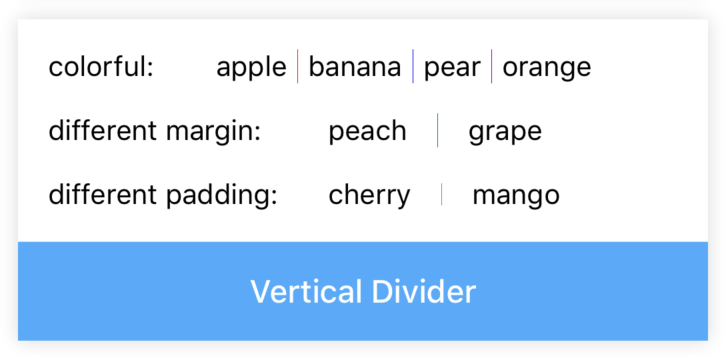 colorful: apple banana pear orange
different margin: peach grape
different padding: cherry mango
Vertical Divider